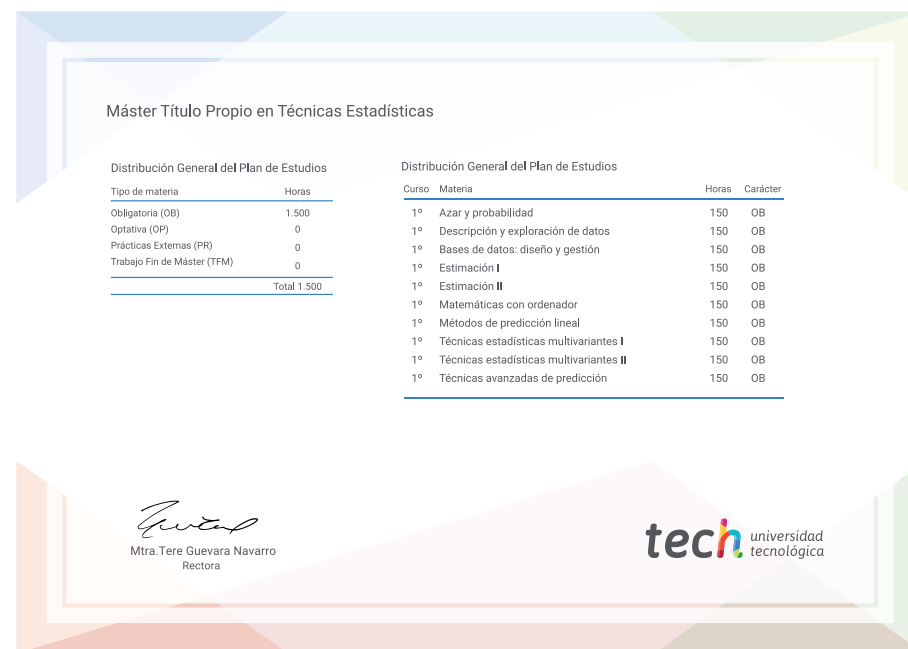 Máster Título Propio en Técnicas Estadísticas
Distribución General del Plan de Estudios
Tipo de materia Horas
Obligatoria (OB) 1.500
Optativa (OP) 0
Prácticas Externas (PR) 0
Trabajo Fin de Máster (TFM) 0
Total 1.500
Distribución General del Plan de Estudios
Curso Materia Horas Carácter
1º Azar y probabilidad 150 OB
1º Descripción y exploración de datos 150 OB
1º Bases de datos: diseño y gestión 150 OB
1º Estimación I 150 OB
1º Estimación II 150 OB
1º Matemáticas con ordenador 150 OB
1º Métodos de predicción lineal 150 OB
1º Técnicas estadísticas multivariantes I 150 OB
1º Técnicas estadísticas multivariantes II 150 OB
1º Técnicas avanzadas de predicción 150 OB
Mtra.Tere Guevara Navarro
Rectora
tech universidad
tecnológica